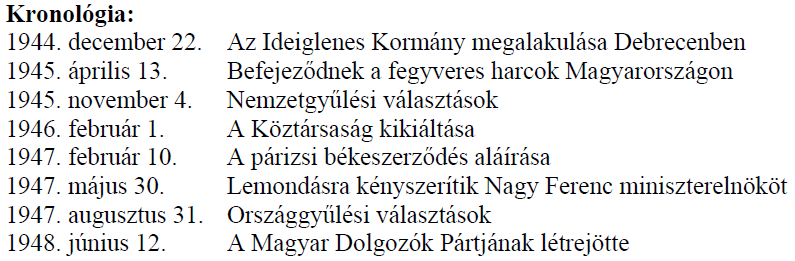 Kronológia:
1944. december 22. Az Ideiglenes Kormány megalakulása Debrecenben
1945. április 13. Befejeződnek a fegyveres harcok Magyarországon
1945. november 4. Nemzetgyűlési választások
1946. február 1. A Köztársaság kikiáltása
1947. február 10. A párizsi békeszerződés aláírása
1947. május 30. Lemondásra kényszerítik Nagy Ferenc miniszterelnököt
1947. augusztus 31. Országgyűlési választások
1948. június 12. A Magyar Dolgozók Pártjának létrejötte